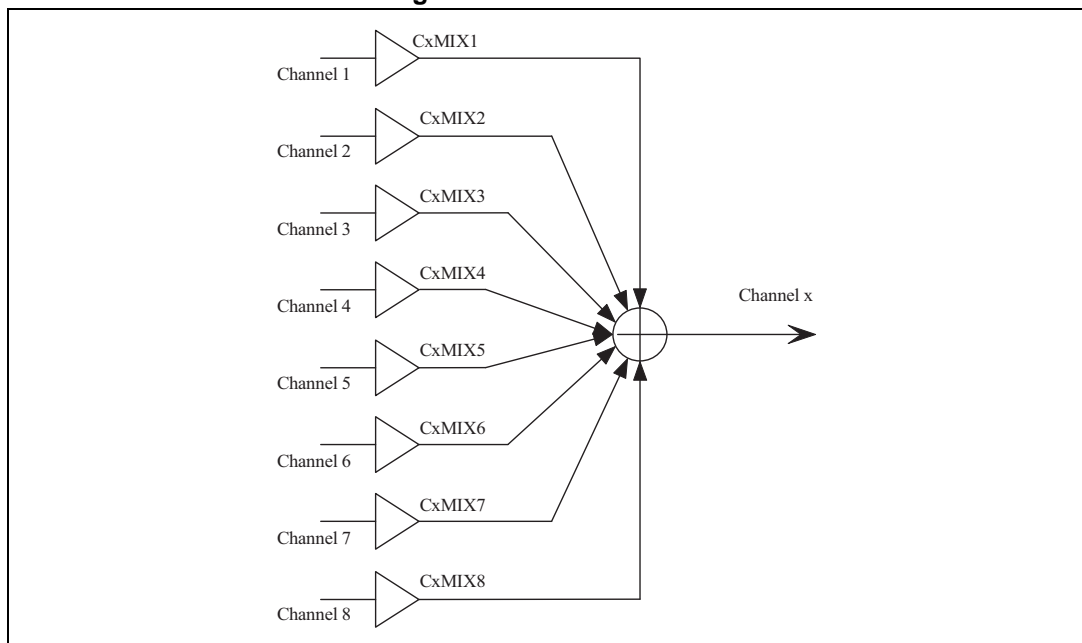 CxMIX1
Channel 1
CxMIX2
Channel 2
CxMIX3
Channel 3
CxMIX4
Channel 4
Channel x
CxMIX5
Channel 5
CxMIX6
Channel 6
CxMIX7
Channel 7
CxMIX8
Channel 8